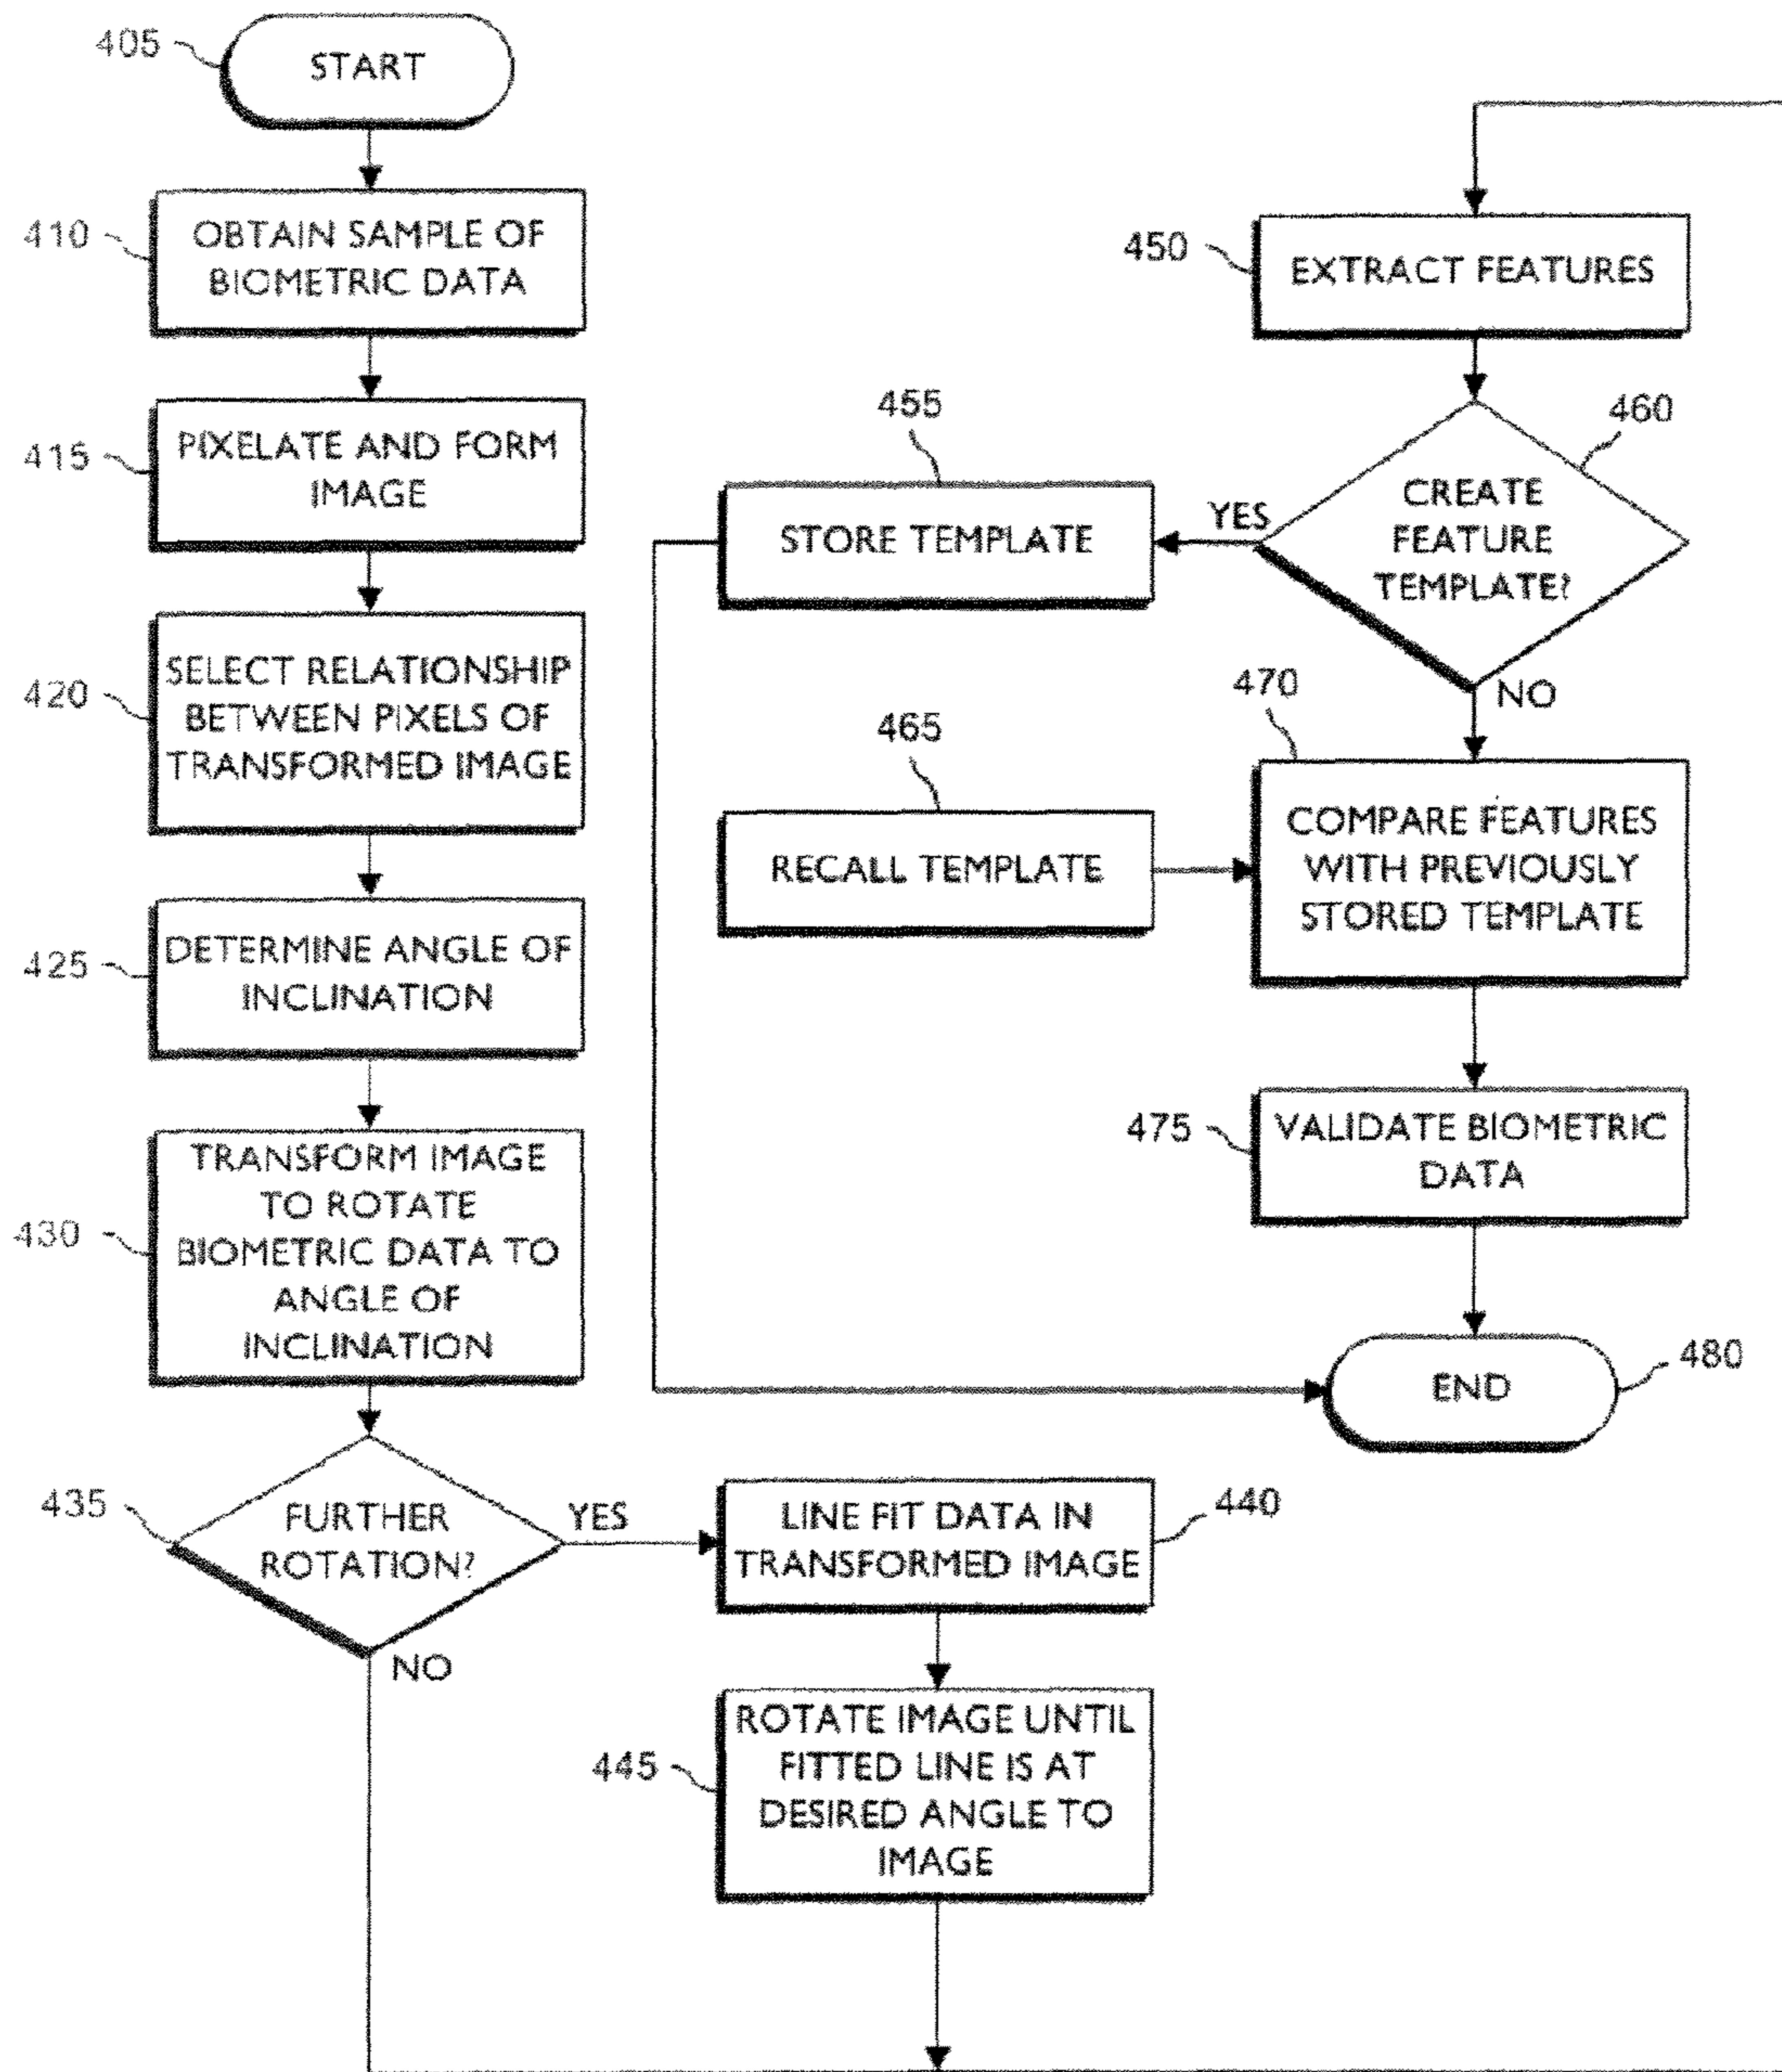 405
START
410
OBTAIN SAMPLE OF
BIOMETRIC DATA
415
PIXELATE AND FORM
IMAGE
420
SELECT RELATIONSHIP
BETWEEN PIXELS OF
TRANSFORMED IMAGE
425
DETERMINE ANGLE OF
INCLINATION
430
TRANSFORM IMAGE
TO ROTATE
BIOMETRIC DATA TO
ANGLE OF
INCLINATION
435
FURTHER
ROTATION?
YES
NO
440
LINE FIT DATA IN
TRANSFORMED IMAGE
445
ROTATE IMAGE UNTIL
FITTED LINE IS AT
DESIRED ANGLE TO
IMAGE
450
EXTRACT FEATURES
460
CREATE
FEATURE
TEMPLATE?
YES
NO
455
STORE TEMPLATE
465
RECALL TEMPLATE
470
COMPARE FEATURES
WITH PREVIOUSLY
STORED TEMPLATE
475
VALIDATE BIOMETRIC
DATA
480
END